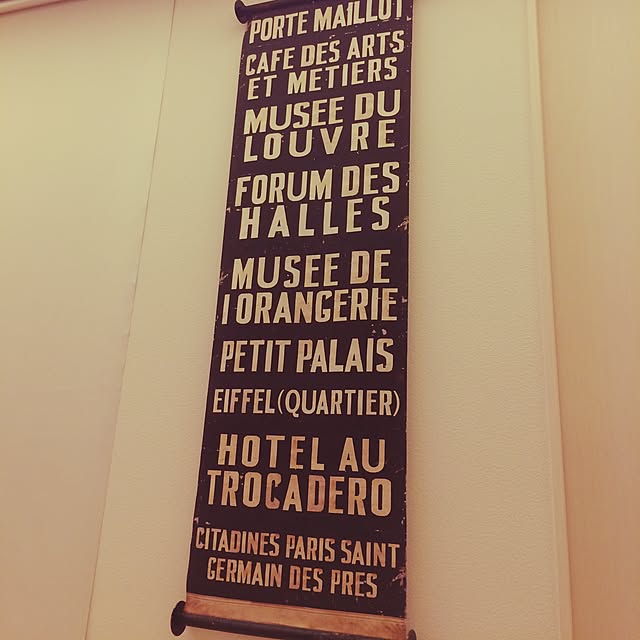 PORTE MAILLOT
CAFE DES ARTS
ET METIERS
MUSEE DU
LOUVRE
FORUM DES
HALLES
MUSEE DE
l ORANGERIE
PETIT PALAIS
EIFFEL (QUARTIER)
HOTEL AU
TROCADERO
CITADINES PARIS SAINT
GERMAIN DES PRES